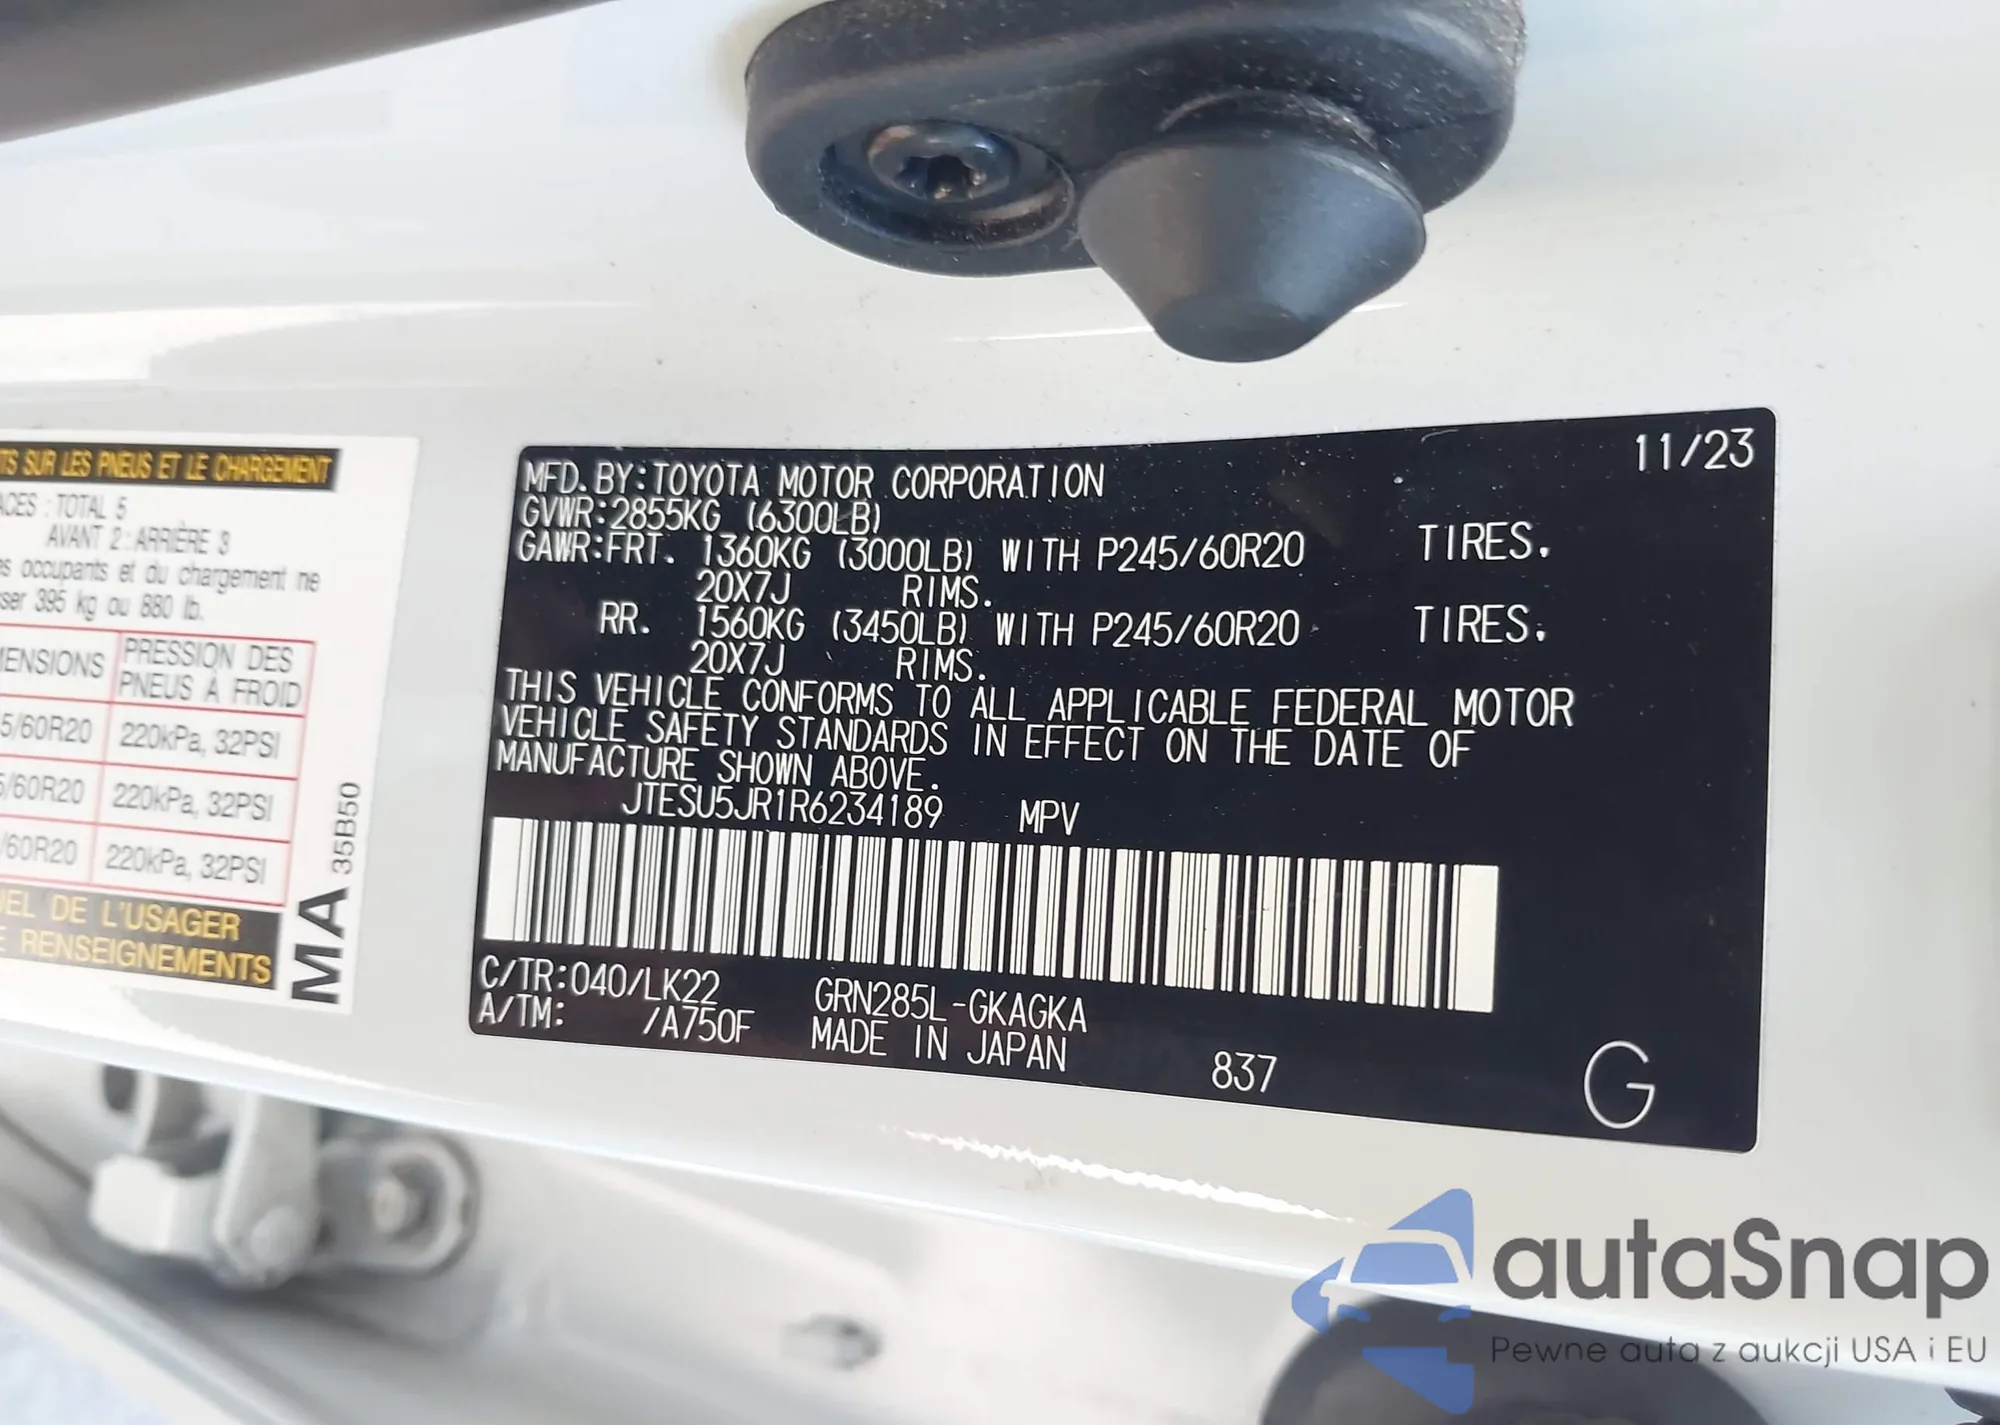 TS SUR LES PNEUS ET LE CHARGEMENT
ACES : TOTAL 5
AVANT 2 : ARRIÈRE 3
es occupants et du chargement ne
sser 395 kg ou 880 lb.
MENSIONS PRESSION DES
PNEUS À FROID
5/60R20 220kPa, 32PSI
5/60R20 220kPa, 32PSI
/60R20 220kPa, 32PSI
UEL DE L'USAGER
E RENSEIGNEMENTS
MA 35B50
11/23
MFD. BY:TOYOTA MOTOR CORPORATION
GVWR:2855KG (6300LB)
GAWR:FRT. 1360KG (3000LB) WITH P245/60R20 TIRES.
20X7J RIMS.
RR. 1560KG (3450LB) WITH P245/60R20 TIRES.
20X7J RIMS.
THIS VEHICLE CONFORMS TO ALL APPLICABLE FEDERAL MOTOR
VEHICLE SAFETY STANDARDS IN EFFECT ON THE DATE OF
MANUFACTURE SHOWN ABOVE.
JTESU5JR1R6234189 MPV
C/TR:040/LK22 GRN285L-GKAGKA
A/TM: /A750F MADE IN JAPAN 837
G
autaSnap
Pewne auta z aukcji USA i EU